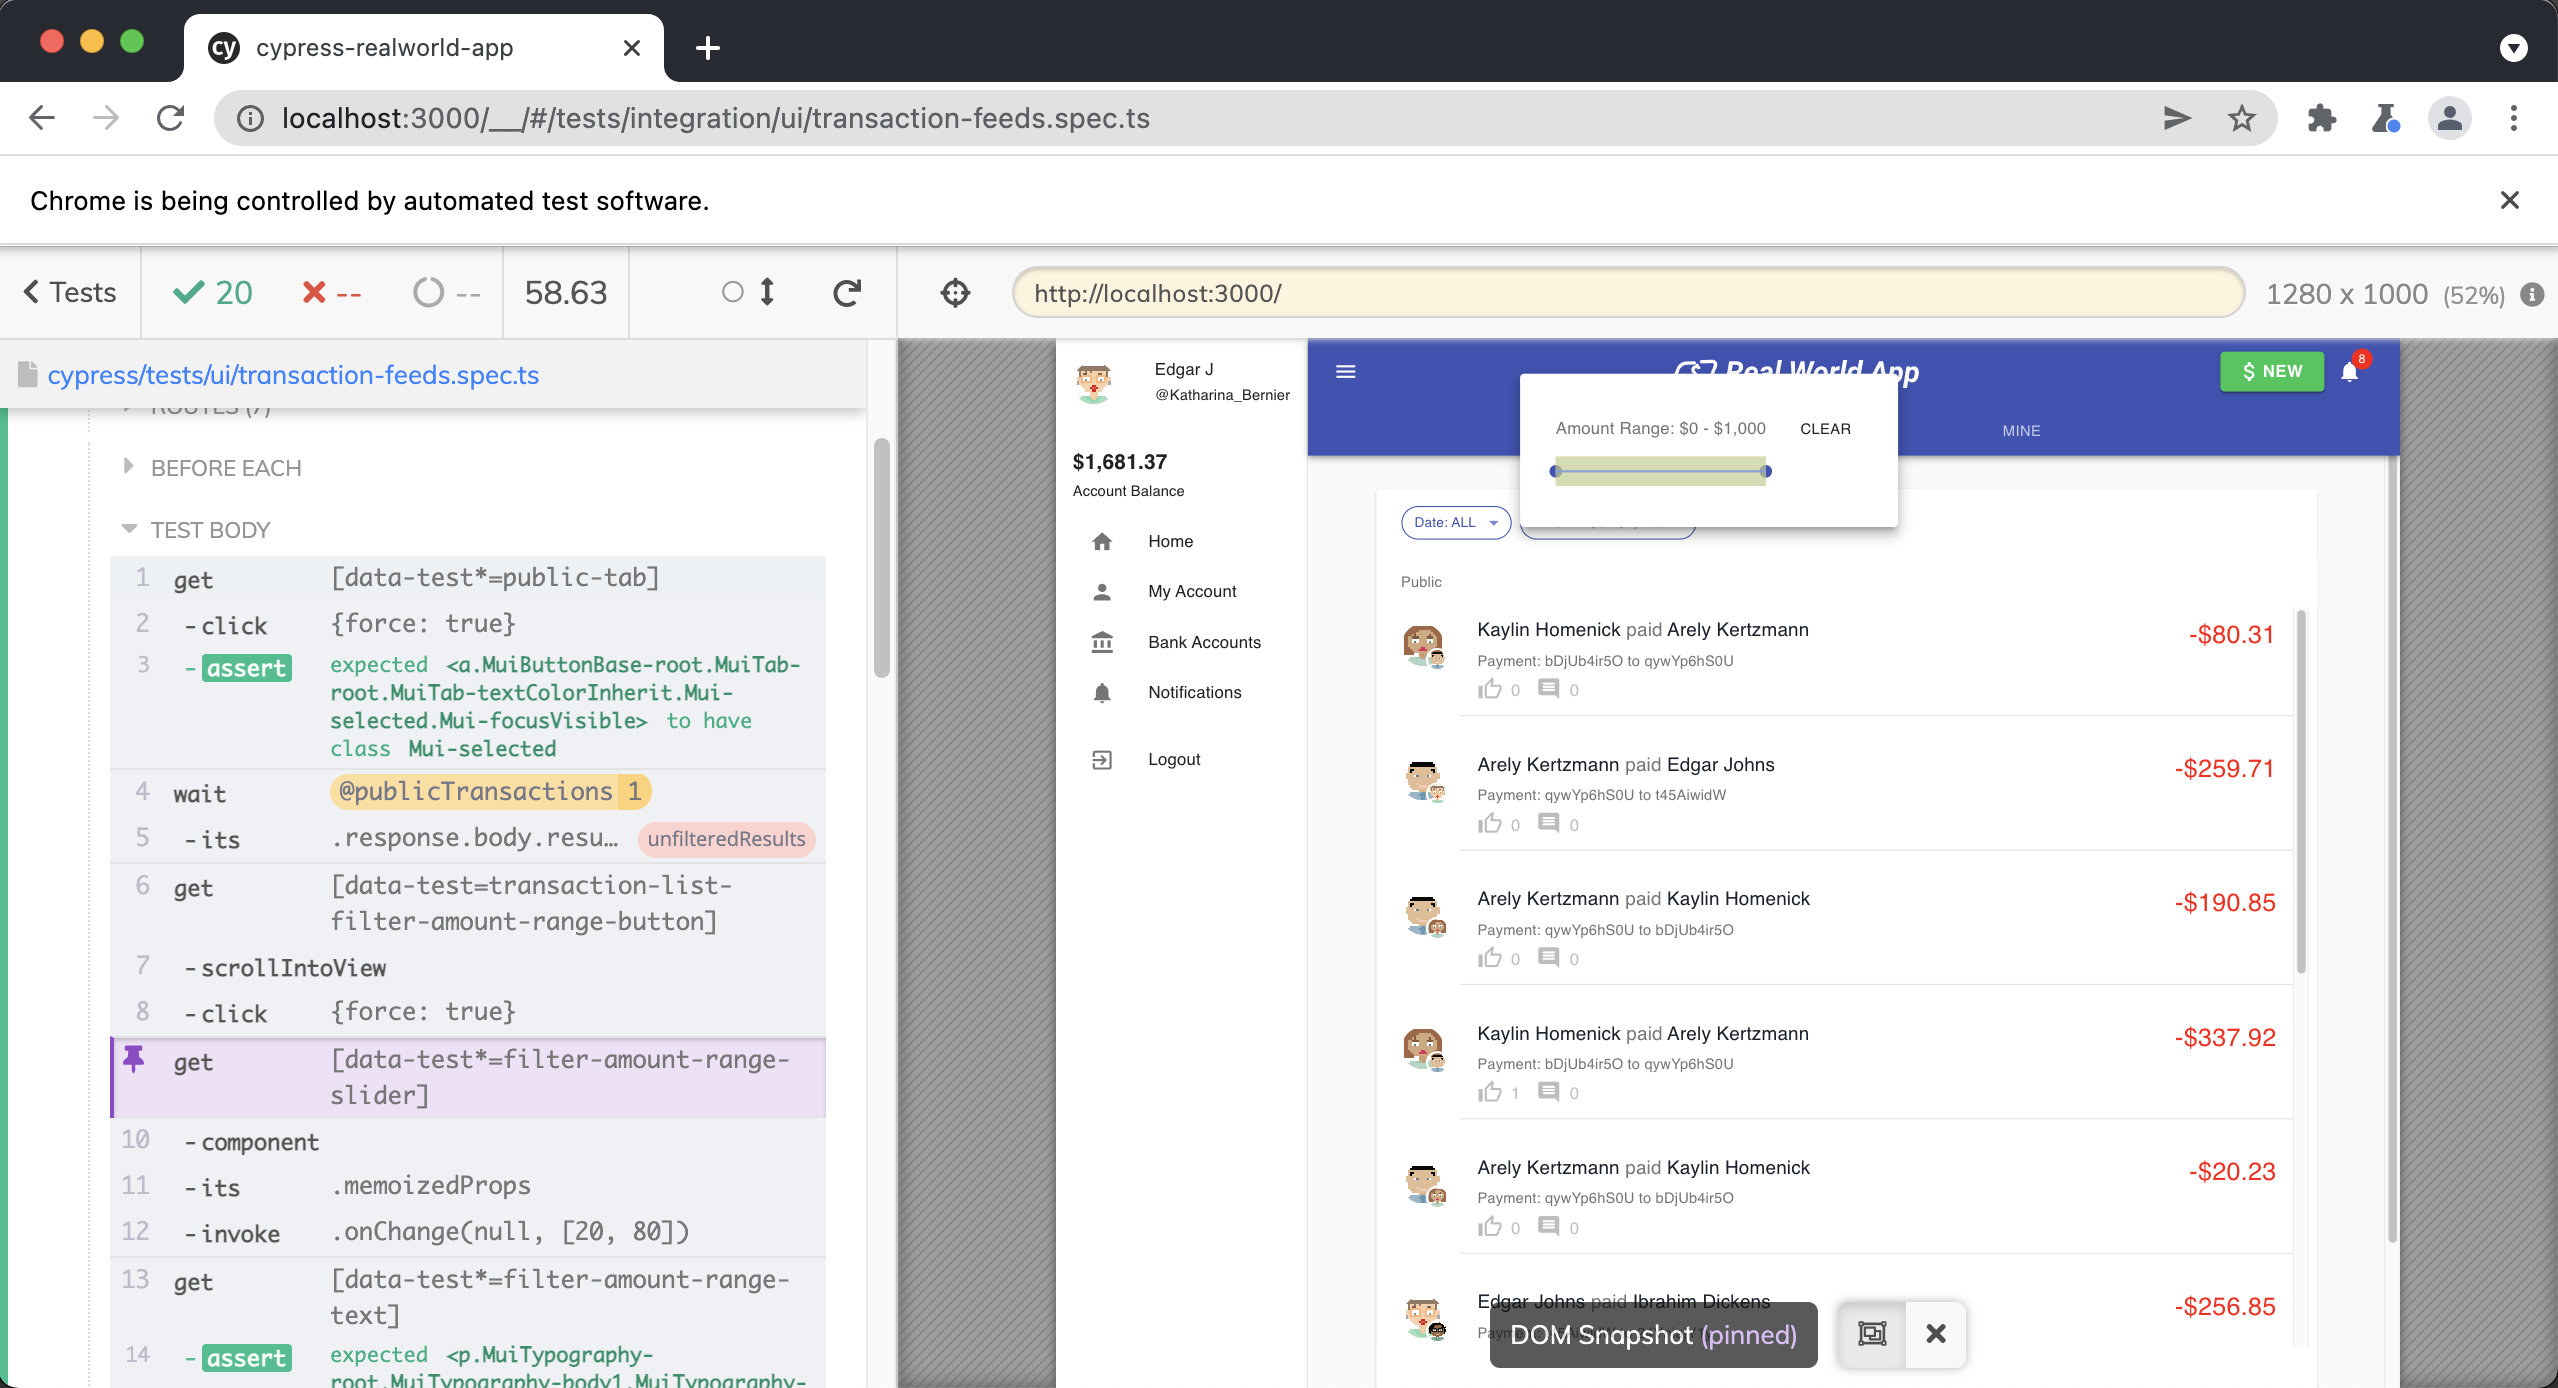 cy cypress-realworld-app
localhost:3000/__/#/tests/integration/ui/transaction-feeds.spec.ts
Chrome is being controlled by automated test software.
Tests 20 -- -- 58.63
http://localhost:3000/ 1280 x 1000 (52%)
cypress/tests/ui/transaction-feeds.spec.ts
ROUTES (7)
BEFORE EACH
TEST BODY
1 get [data-test*=public-tab]
2 -click {force: true}
3 -assert expected <a.MuiButtonBase-root.MuiTab-
root.MuiTab-textColorInherit.Mui-
selected.Mui-focusVisible> to have
class Mui-selected
4 wait @publicTransactions 1
5 -its .response.body.resu… unfilteredResults
6 get [data-test=transaction-list-
filter-amount-range-button]
7 -scrollIntoView
8 -click {force: true}
get [data-test*=filter-amount-range-
slider]
10 -component
11 -its .memoizedProps
12 -invoke .onChange(null, [20, 80])
13 get [data-test*=filter-amount-range-
text]
14 -assert expected <p.MuiTypography-
root.MuiTypography-body1.MuiTypography-
Edgar J
@Katharina_Bernier
$1,681.37
Account Balance
Home
My Account
Bank Accounts
Notifications
Logout
Real World App
$ NEW
8
MINE
Amount Range: $0 - $1,000 CLEAR
Date: ALL
Public
Kaylin Homenick paid Arely Kertzmann -$80.31
Payment: bDjUb4ir5O to qywYp6hS0U
0 0
Arely Kertzmann paid Edgar Johns -$259.71
Payment: qywYp6hS0U to t45AiwidW
0 0
Arely Kertzmann paid Kaylin Homenick -$190.85
Payment: qywYp6hS0U to bDjUb4ir5O
0 0
Kaylin Homenick paid Arely Kertzmann -$337.92
Payment: bDjUb4ir5O to qywYp6hS0U
1 0
Arely Kertzmann paid Kaylin Homenick -$20.23
Payment: qywYp6hS0U to bDjUb4ir5O
0 0
Edgar Johns paid Ibrahim Dickens -$256.85
DOM Snapshot (pinned)